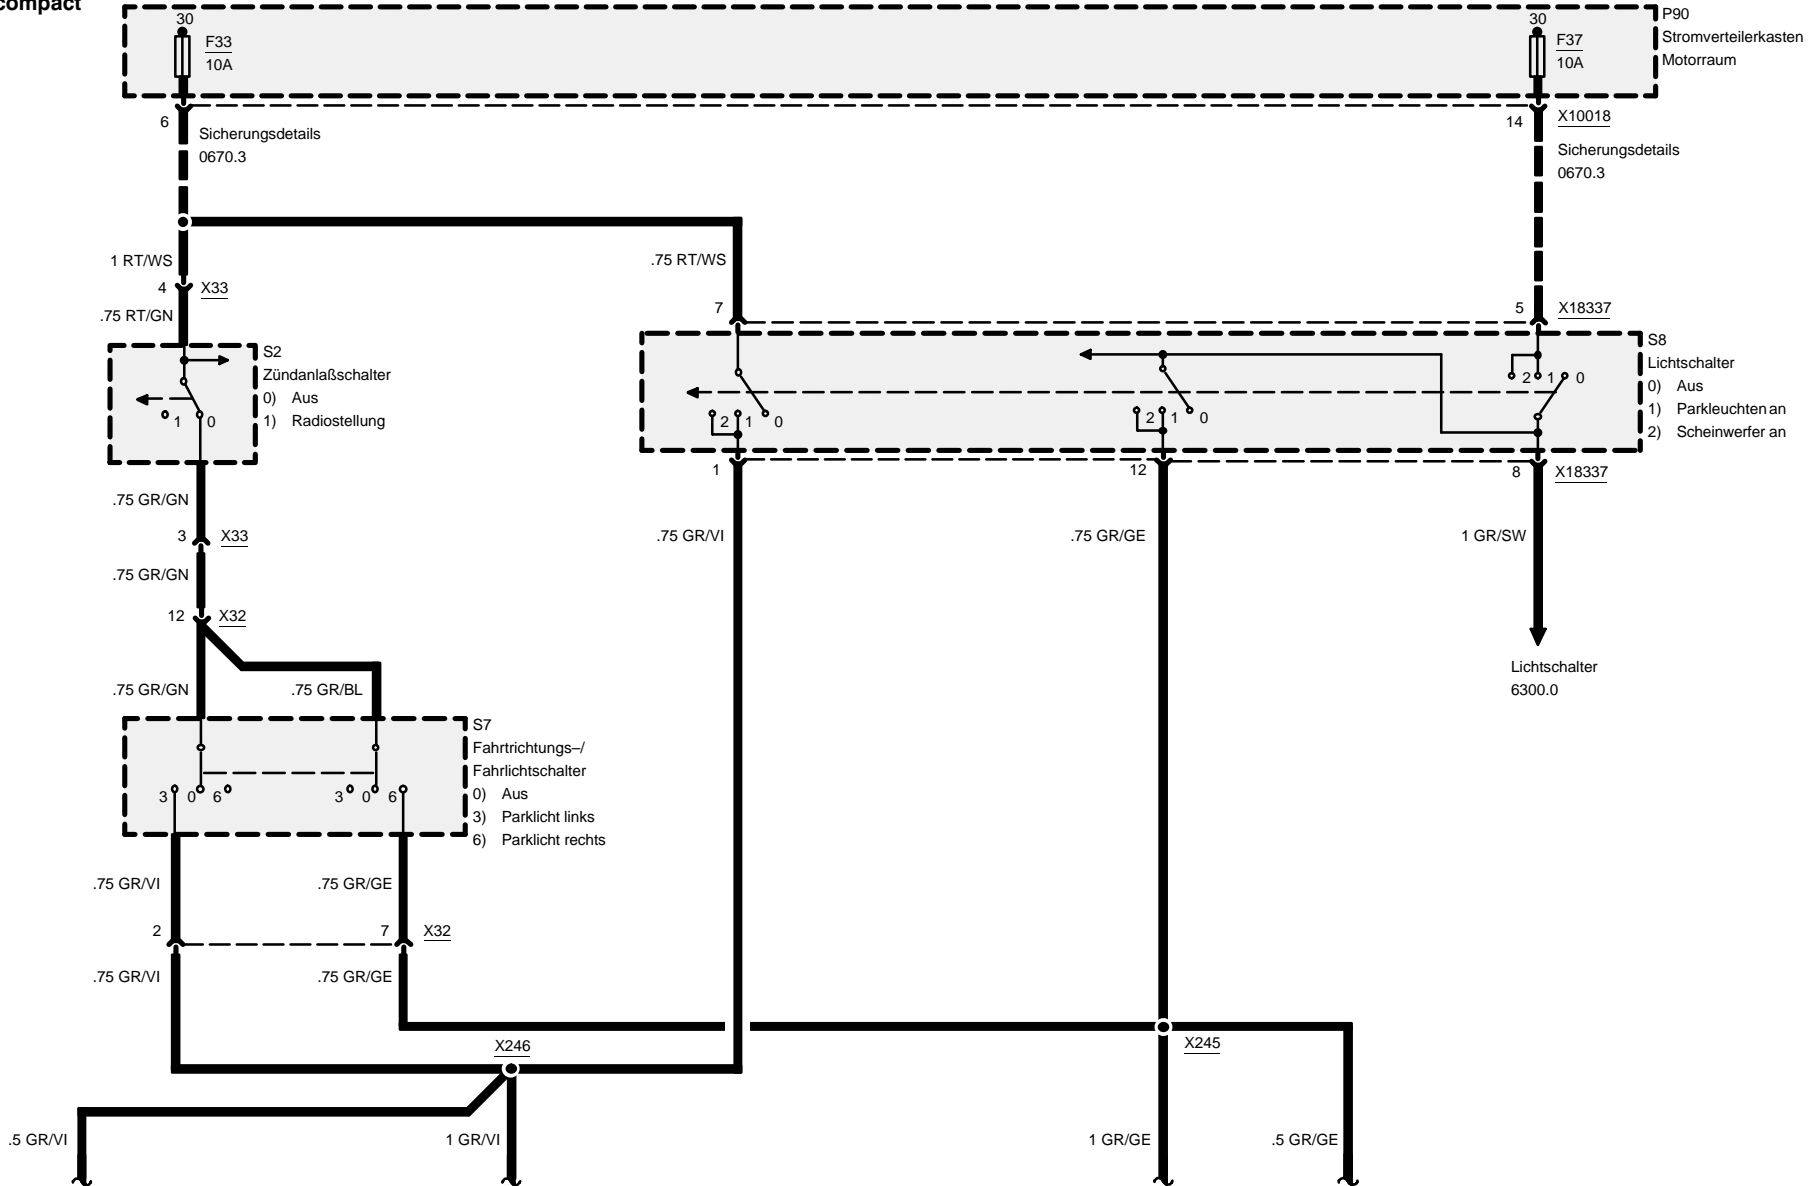 compact
30
F33
10A
30
F37
10A
P90
Stromverteilerkasten
Motorraum
6
Sicherungsdetails
0670.3
14
X10018
Sicherungsdetails
0670.3
1 RT/WS
.75 RT/WS
4
X33
.75 RT/GN
7
5
X18337
S2
Zündanlaßschalter
0) Aus
1) Radiostellung
1
0
S8
Lichtschalter
0) Aus
1) Parkleuchten an
2) Scheinwerfer an
2
1
0
2
1
0
2
1
0
1
12
8
X18337
.75 GR/GN
3
X33
.75 GR/VI
.75 GR/GE
1 GR/SW
.75 GR/GN
12
X32
Lichtschalter
6300.0
.75 GR/GN
.75 GR/BL
S7
Fahrtrichtungs–/
Fahrlichtschalter
0) Aus
3) Parklicht links
6) Parklicht rechts
3
0
6
3
0
6
.75 GR/VI
.75 GR/GE
2
7
X32
.75 GR/VI
.75 GR/GE
X246
X245
.5 GR/VI
1 GR/VI
1 GR/GE
.5 GR/GE